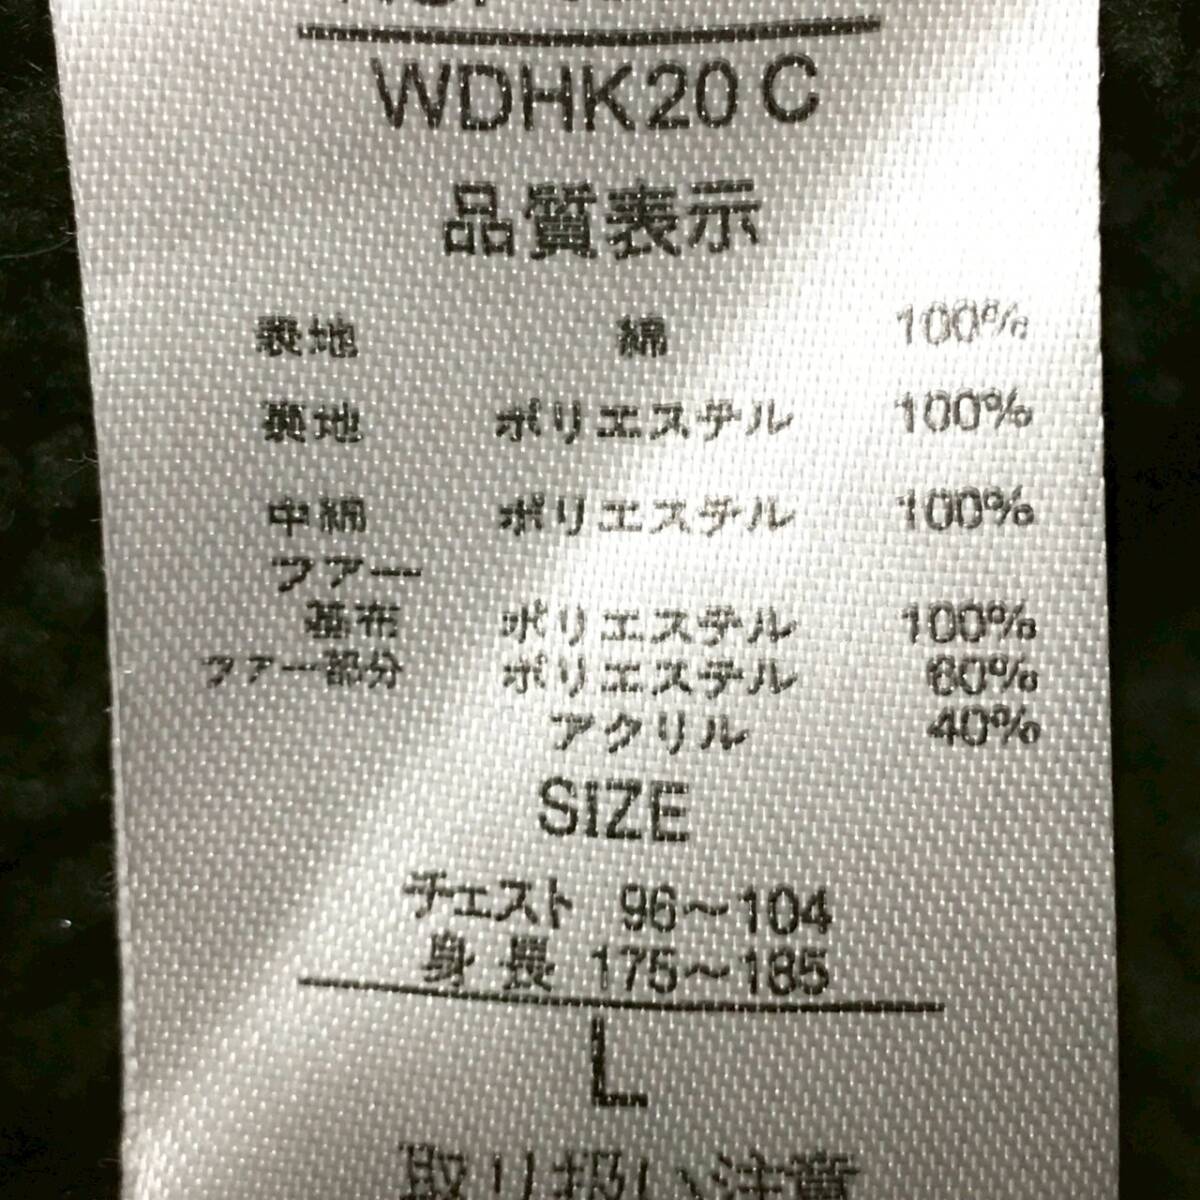 WDHK20 C
品質表示
表地 綿 100%
裏地 ポリエステル 100%
中綿 ポリエステル 100%
ファー
基布 ポリエステル 100%
ファー部分 ポリエステル 60%
アクリル 40%
SIZE
チェスト 96～104
身長 175～185
L
取り扱い注意